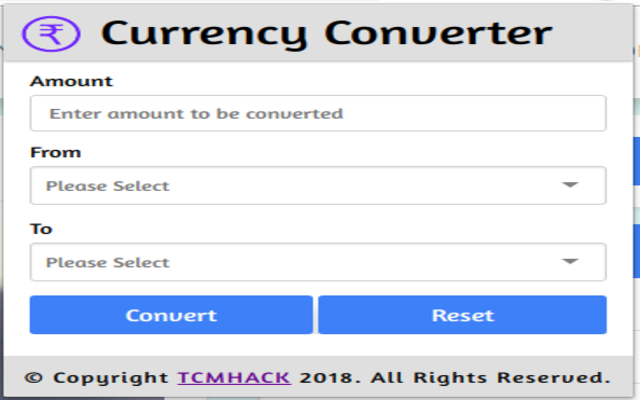 ₹ Currency Converter
Amount
Enter amount to be converted
From
Please Select
To
Please Select
Convert Reset
© Copyright TCMHACK 2018. All Rights Reserved.